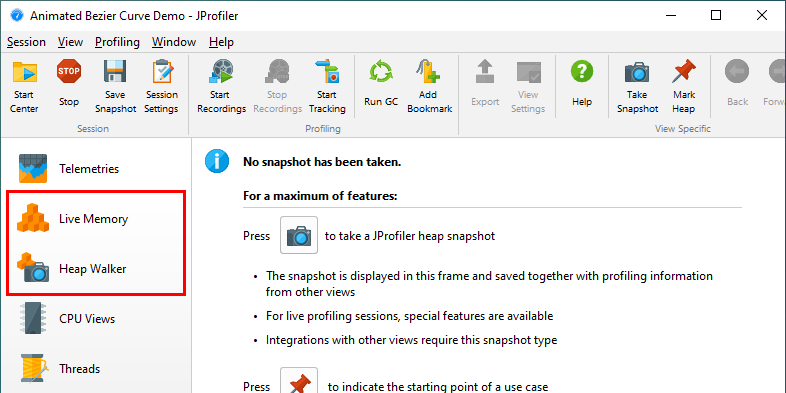 Animated Bezier Curve Demo - JProfiler
Session View Profiling Window Help
Start Center
Stop
Save Snapshot
Session Settings
Start Recordings
Stop Recordings
Start Tracking
Run GC
Add Bookmark
Export
View Settings
Help
Take Snapshot
Mark Heap
Back
Forw
Session
Profiling
View Specific
Telemetries
Live Memory
Heap Walker
CPU Views
Threads
No snapshot has been taken.
For a maximum of features:
Press to take a JProfiler heap snapshot
• The snapshot is displayed in this frame and saved together with profiling information
from other views
• For live profiling sessions, special features are available
• Integrations with other views require this snapshot type
Press to indicate the starting point of a use case